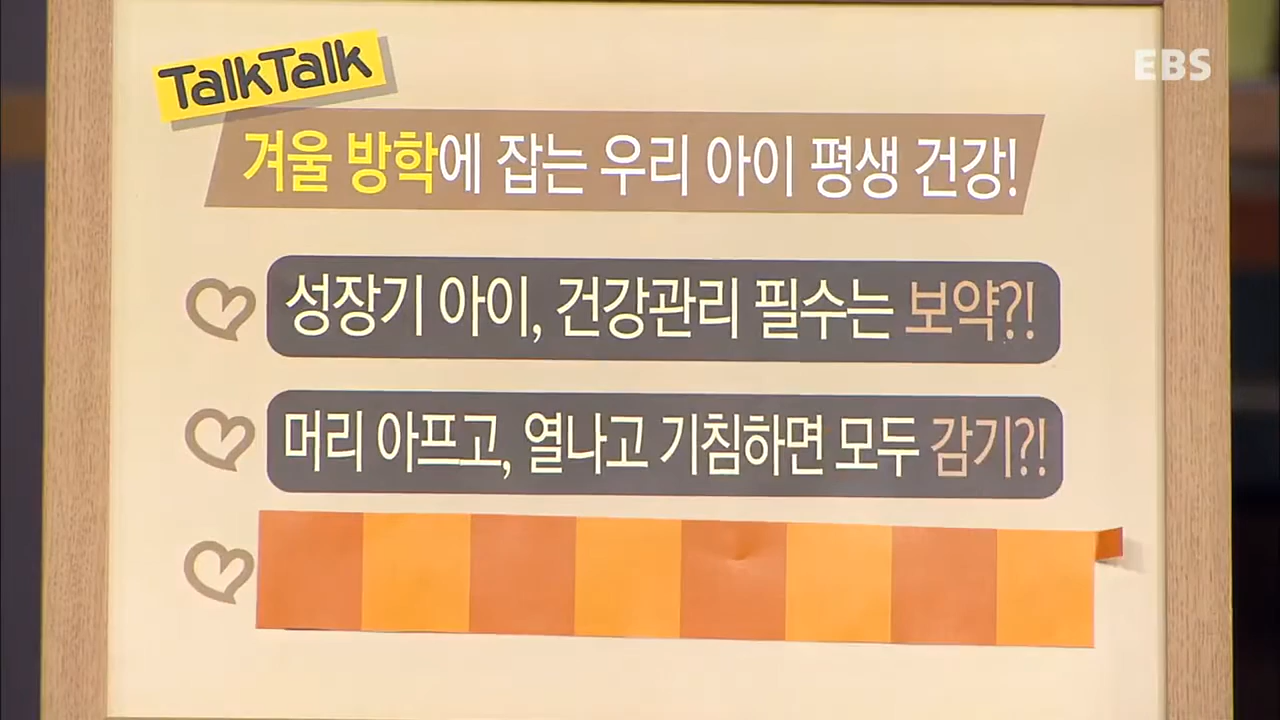 TalkTalk
EBS
겨울 방학에 잡는 우리 아이 평생 건강!
성장기 아이, 건강관리 필수는 보약?!
머리 아프고, 열나고 기침하면 모두 감기?!